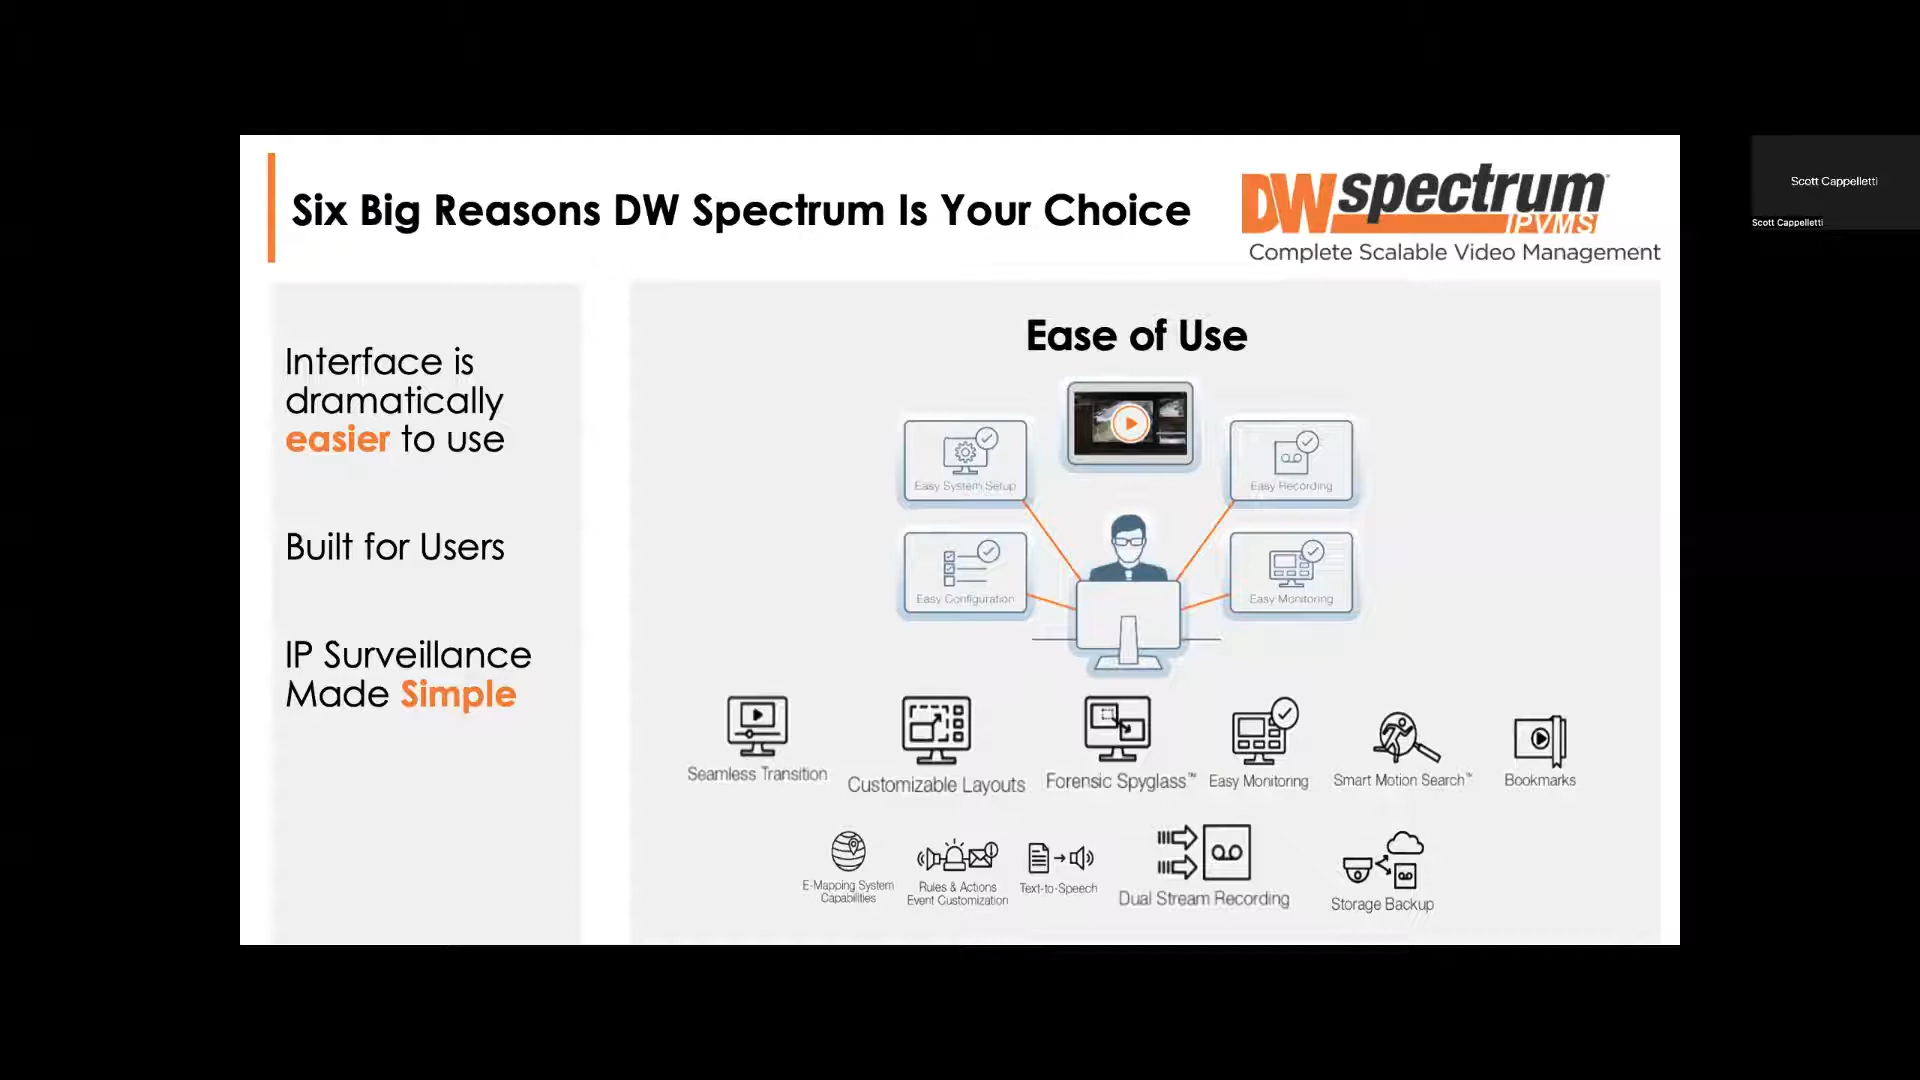 Six Big Reasons DW Spectrum Is Your Choice
DW spectrum
IPVMS
Complete Scalable Video Management
Scott Cappelletti
Scott Cappelletti
Interface is
dramatically
easier to use
Built for Users
IP Surveillance
Made Simple
Ease of Use
Easy System Setup
Easy Recording
Easy Configuration
Easy Monitoring
Seamless Transition
Customizable Layouts
Forensic Spyglass™
Easy Monitoring
Smart Motion Search™
Bookmarks
E-Mapping System
Capabilities
Rules & Actions
Event Customization
Text-to-Speech
Dual Stream Recording
Storage Backup